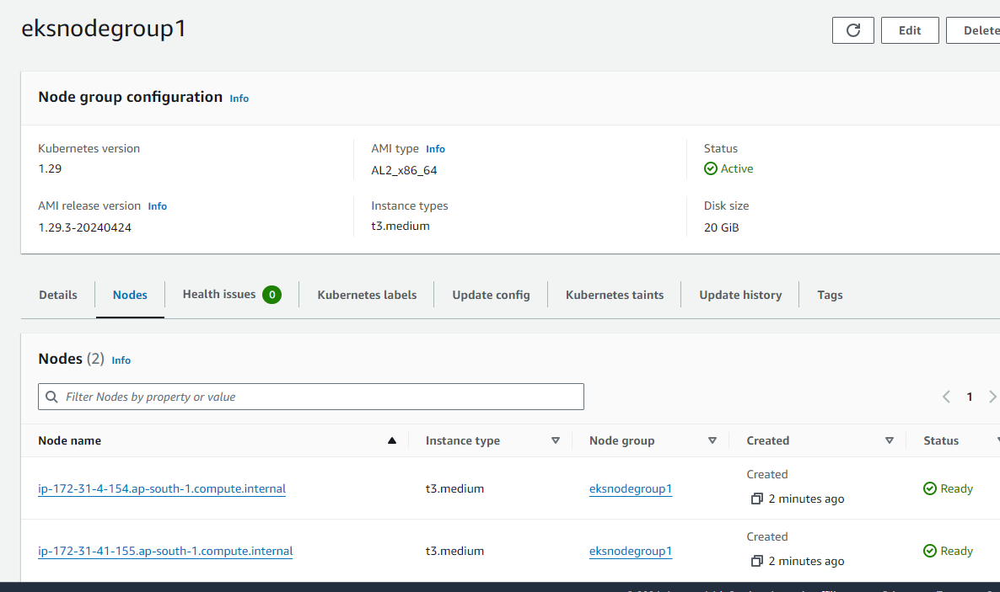 eksnodegroup1
Edit
Delete
Node group configuration Info
Kubernetes version
1.29
AMI type Info
AL2_x86_64
Status
Active
AMI release version Info
1.29.3-20240424
Instance types
t3.medium
Disk size
20 GiB
Details Nodes Health issues 0 Kubernetes labels Update config Kubernetes taints Update history Tags
Nodes (2) Info
Filter Nodes by property or value
1
Node name Instance type Node group Created Status
ip-172-31-4-154.ap-south-1.compute.internal t3.medium eksnodegroup1 Created
2 minutes ago Ready
ip-172-31-41-155.ap-south-1.compute.internal t3.medium eksnodegroup1 Created
2 minutes ago Ready